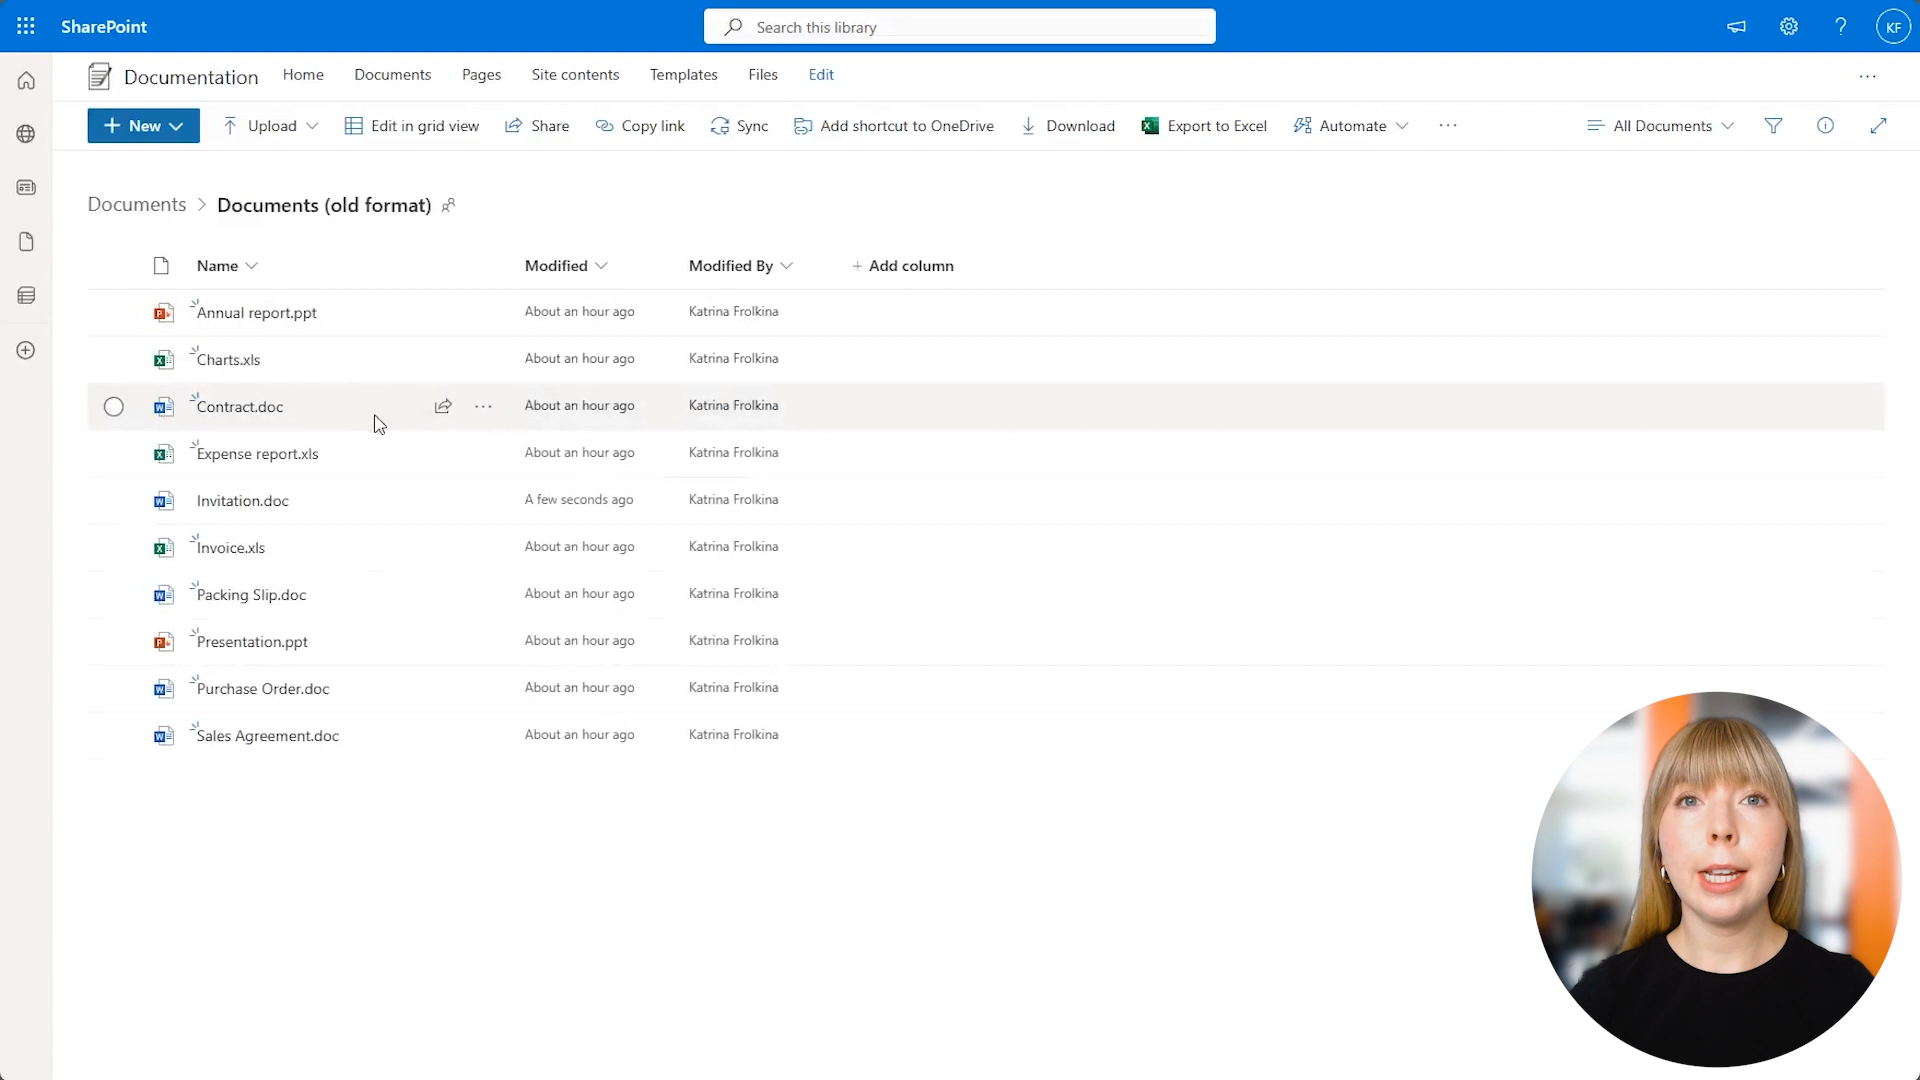 SharePoint
Search this library
KF
Documentation
Home
Documents
Pages
Site contents
Templates
Files
Edit
New
Upload
Edit in grid view
Share
Copy link
Sync
Add shortcut to OneDrive
Download
Export to Excel
Automate
All Documents
Documents > Documents (old format)
Name Modified Modified By + Add column
Annual report.ppt About an hour ago Katrina Frolkina
Charts.xls About an hour ago Katrina Frolkina
Contract.doc About an hour ago Katrina Frolkina
Expense report.xls About an hour ago Katrina Frolkina
Invitation.doc A few seconds ago Katrina Frolkina
Invoice.xls About an hour ago Katrina Frolkina
Packing Slip.doc About an hour ago Katrina Frolkina
Presentation.ppt About an hour ago Katrina Frolkina
Purchase Order.doc About an hour ago Katrina Frolkina
Sales Agreement.doc About an hour ago Katrina Frolkina